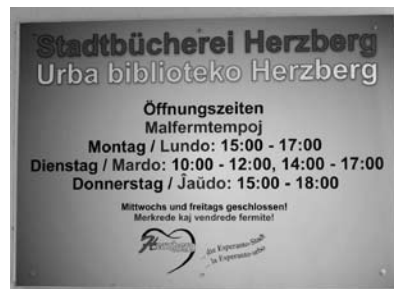 Stadtbücherei Herzberg
Urba biblioteko Herzberg
Öffnungszeiten
Malfermtempoj
Montag / Lundo: 15:00 - 17:00
Dienstag / Mardo: 10:00 - 12:00, 14:00 - 17:00
Donnerstag / Ĵaŭdo: 15:00 - 18:00
Mittwochs und freitags geschlossen!
Merkrede kaj vendrede fermite!
Herzberg
die Esperanto-Stadt
la Esperanto-urbo